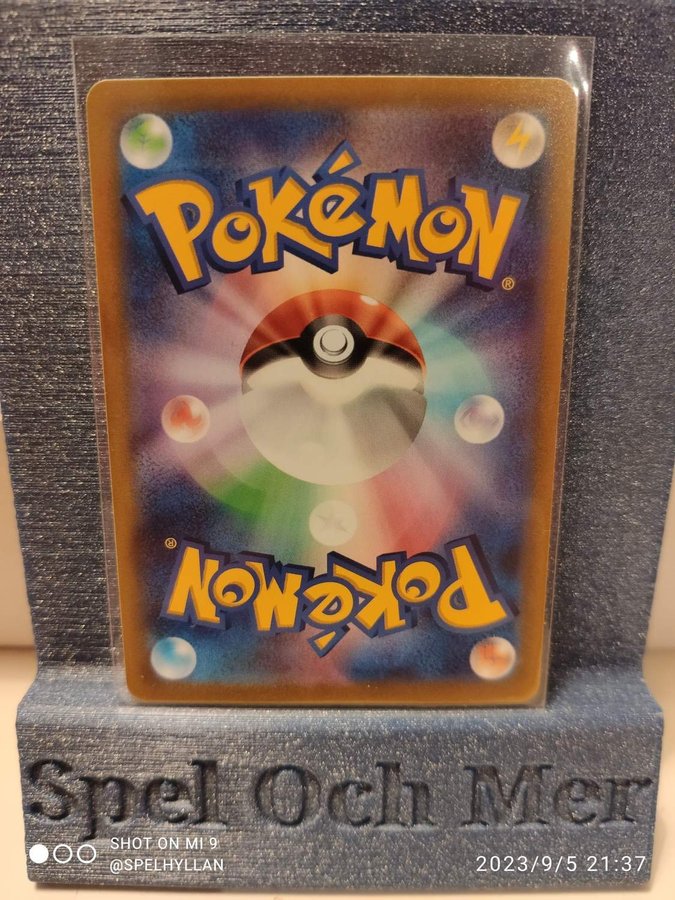 POKéMON®
POKéMON®
Spel Och Mer
SHOT ON MI 9
@SPELHYLLAN
2023/9/5 21:37